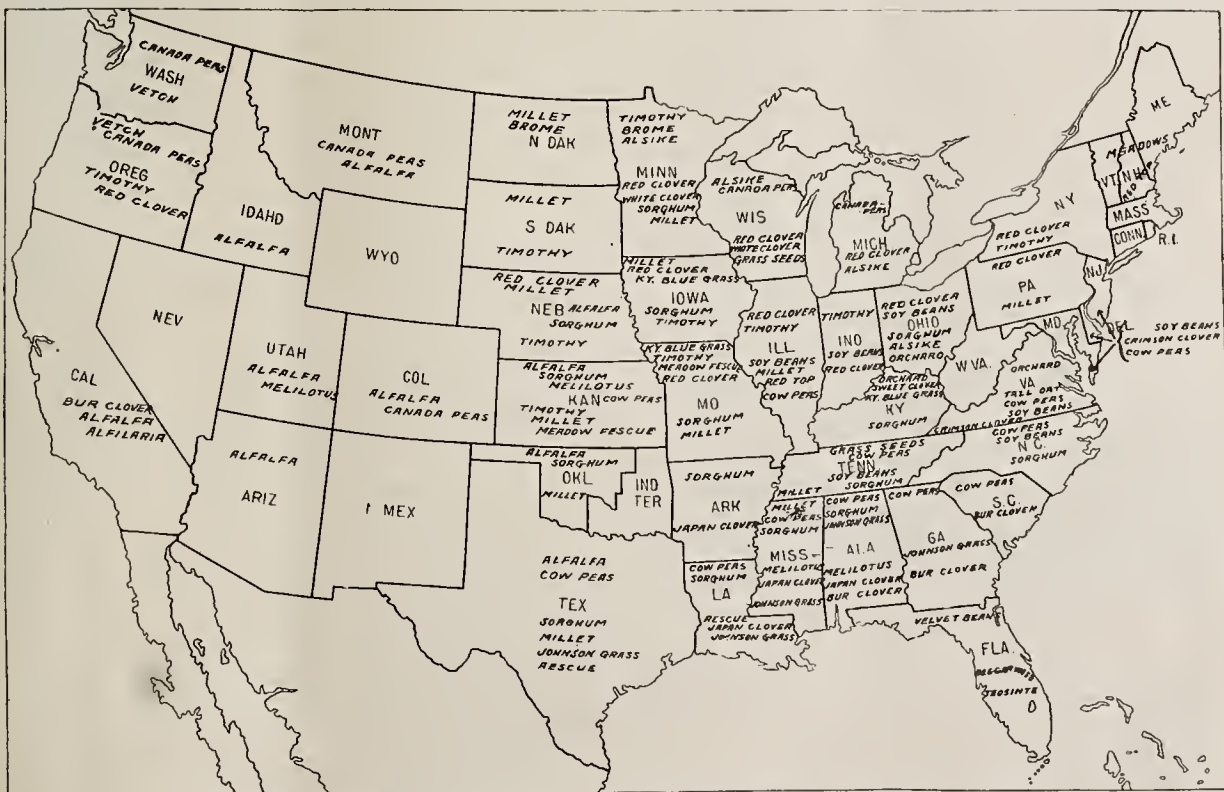 CANADA PEAS
WASH
VETCH
VETCH
CANADA PEAS
OREG
TIMOTHY
RED CLOVER
IDAHO
ALFALFA
MONT
CANADA PEAS
ALFALFA
WYO
NEV
CAL
BUR CLOVER
ALFALFA
ALFILARIA
UTAH
ALFALFA
MELILOTUS
COL
ALFALFA
CANADA PEAS
ALFALFA
ARIZ
MEX
MILLET
BROME
N DAK
MILLET
S DAK
TIMOTHY
RED CLOVER
MILLET
NEB ALFALFA
SORGHUM
TIMOTHY
ALFALFA
SORGHUM
MELILOTUS
KAN COW PEAS
TIMOTHY
MILLET
MEADOW FESCUE
ALFALFA
SORGHUM
OKL
MILLET
IND
TER
ALFALFA
COW PEAS
TEX
SORGHUM
MILLET
JOHNSON GRASS
RESCUE
TIMOTHY
BROME
ALSIKE
MINN
RED CLOVER
WHITE CLOVER
SORGHUM
MILLET
MILLET
RED CLOVER
KY. BLUE GRASS
IOWA
SORGHUM
TIMOTHY
KY BLUE GRASS
TIMOTHY
MEADOW FESCUE
RED CLOVER
MO
SORGHUM
MILLET
SORGHUM
ARK
JAPAN CLOVER
COW PEAS
SORGHUM
LA
RESCUE
JAPAN CLOVER
JOHNSON GRASS
ALSIKE
CANADA PEAS
WIS
RED CLOVER
WHITE CLOVER
GRASS SEEDS
CANADA-
PEAS
MICH
RED CLOVER
ALSIKE
RED CLOVER
TIMOTHY
ILL
SOY BEANS
MILLET
RED TOP
COW PEAS
TIMOTHY
IND
SOY BEANS
RED CLOVER
RED CLOVER
SOY BEANS
OHIO
SORGHUM
ALSIKE
ORCHARD
ORCHARD
SWEET CLOVER
KY. BLUE GRASS
KY
SORGHUM
GRASS SEEDS
COW PEAS
TENN
SOY BEANS
SORGHUM
MILLET
MILLET
COW PEAS
SORGHUM
MISS
MELILOTUS
JAPAN CLOVER
JOHNSON GRASS
COW PEAS
SORGHUM
JOHNSON GRASS
ALA
MELILOTUS
JAPAN CLOVER
BUR CLOVER
COW PEAS
GA
JOHNSON GRASS
BUR CLOVER
VELVET BEANS
FLA.
TEOSINTE
COW PEAS
S.C.
BUR CLOVER
CRIMSON CLOVER
COW PEAS
SOY BEANS
N.C.
SORGHUM
ORCHARD
VA
TALL OAT
COW PEAS
SOY BEANS
W VA.
MD
DEL
SOY BEANS
CRIMSON CLOVER
COW PEAS
RED CLOVER
PA
MILLET
N.J.
NY
RED CLOVER
TIMOTHY
ME
MEADOWS
VT
N.H.
RED
MASS
CONN
R.I.